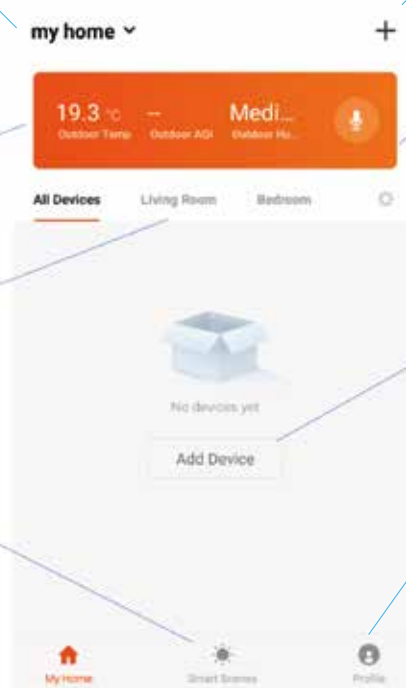 my home
19.3 °C -- Medi...
Outdoor Temp Outdoor AQI Outdoor Hu...
All Devices Living Room Bedroom
No devices yet
Add Device
My Home Smart Scenes Profile